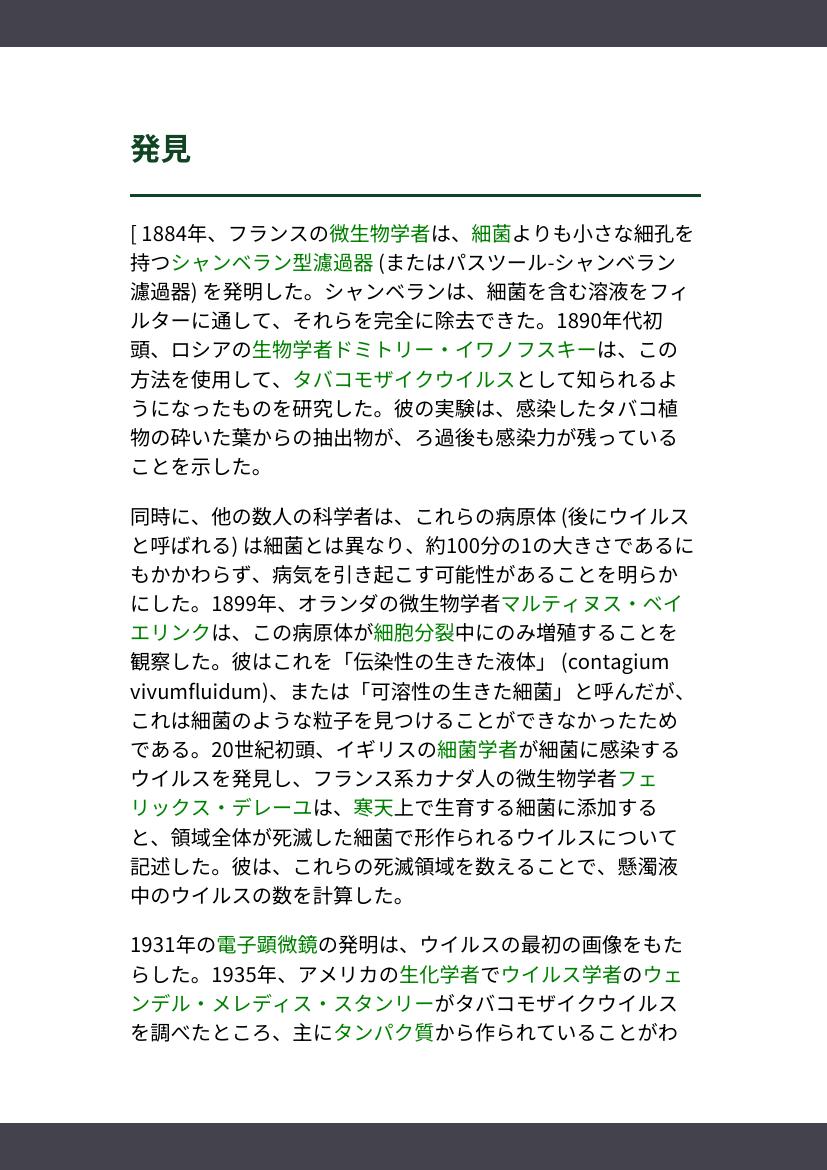 発見
[ 1884年、フランスの微生物学者は、細菌よりも小さな細孔を
持つシャンベラン型濾過器 (またはパスツール-シャンベラン
濾過器) を発明した。シャンベランは、細菌を含む溶液をフィ
ルターに通して、それらを完全に除去できた。1890年代初
頭、ロシアの生物学者ドミトリー・イワノフスキーは、この
方法を使用して、タバコモザイクウイルスとして知られるよ
うになったものを研究した。彼の実験は、感染したタバコ植
物の砕いた葉からの抽出物が、ろ過後も感染力が残っている
ことを示した。
同時に、他の数人の科学者は、これらの病原体 (後にウイルス
と呼ばれる) は細菌とは異なり、約100分の1の大きさであるに
もかかわらず、病気を引き起こす可能性があることを明らか
にした。1899年、オランダの微生物学者マルティヌス・ベイ
エリンクは、この病原体が細胞分裂中にのみ増殖することを
観察した。彼はこれを「伝染性の生きた液体」 (contagium
vivumfluidum)、または「可溶性の生きた細菌」と呼んだが、
これは細菌のような粒子を見つけることができなかったため
である。20世紀初頭、イギリスの細菌学者が細菌に感染する
ウイルスを発見し、フランス系カナダ人の微生物学者フェ
リックス・デレーユは、寒天上で生育する細菌に添加する
と、領域全体が死滅した細菌で形作られるウイルスについて
記述した。彼は、これらの死滅領域を数えることで、懸濁液
中のウイルスの数を計算した。
1931年の電子顕微鏡の発明は、ウイルスの最初の画像をもた
らした。1935年、アメリカの生化学者でウイルス学者のウェ
ンデル・メレディス・スタンリーがタバコモザイクウイルス
を調べたところ、主にタンパク質から作られていることがわ